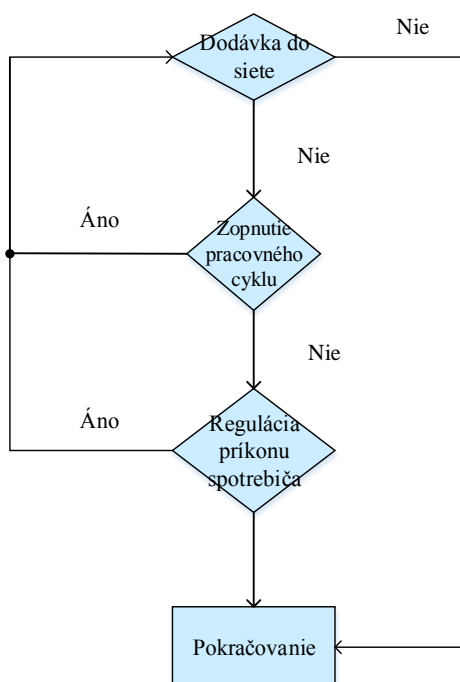 Nie
Dodávka do
siete
Nie
Áno
Zopnutie
pracovného
cyklu
Nie
Áno
Regulácia
príkonu
spotrebiča
Pokračovanie